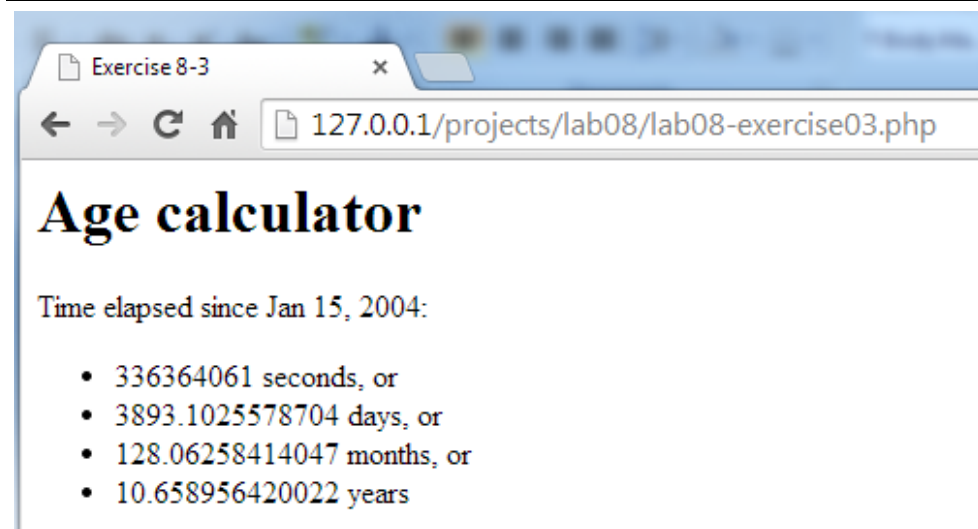 Exercise 8-3
127.0.0.1/projects/lab08/lab08-exercise03.php
Age calculator
Time elapsed since Jan 15, 2004:
• 336364061 seconds, or
• 3893.1025578704 days, or
• 128.06258414047 months, or
• 10.658956420022 years